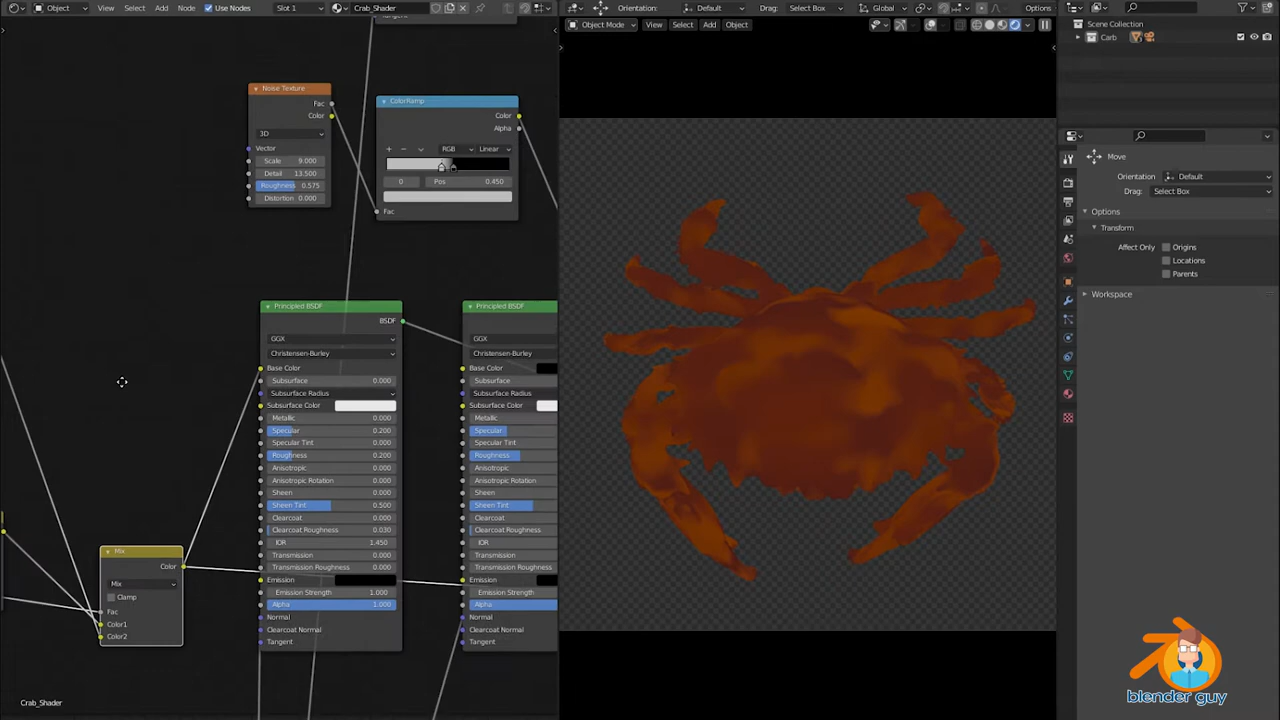 Object
View
Select
Add
Node
Use Nodes
Slot 1
Crab_Shader
Tangent
Noise Texture
Fac
Color
3D
Vector
Scale 9.000
Detail 13.500
Roughness 0.575
Distortion 0.000
ColorRamp
Color
Alpha
+ −
RGB
Linear
0
Pos 0.450
Fac
Principled BSDF
BSDF
GGX
Christensen-Burley
Base Color
Subsurface 0.000
Subsurface Radius
Subsurface Color
Metallic 0.000
Specular 0.200
Specular Tint 0.000
Roughness 0.200
Anisotropic 0.000
Anisotropic Rotation 0.000
Sheen 0.000
Sheen Tint 0.500
Clearcoat 0.000
Clearcoat Roughness 0.030
IOR 1.450
Transmission 0.000
Transmission Roughness 0.000
Emission
Emission Strength 1.000
Alpha 1.000
Normal
Clearcoat Normal
Tangent
Principled BSDF
GGX
Christensen-Burley
Base Color
Subsurface
Subsurface Radius
Subsurface Color
Metallic
Specular
Specular Tint
Roughness
Anisotropic
Anisotropic Rotation
Sheen
Sheen Tint
Clearcoat
Clearcoat Roughness
IOR
Transmission
Transmission Roughness
Emission
Emission Strength
Alpha
Normal
Clearcoat Normal
Tangent
Mix
Color
Mix
Clamp
Fac
Color1
Color2
Crab_Shader
Orientation:
Default
Drag:
Select Box
Options
Object Mode
View
Select
Add
Object
Global
Scene Collection
Carb
Move
Orientation
Default
Drag:
Select Box
Options
Transform
Affect Only
Origins
Locations
Parents
Workspace
blender guy